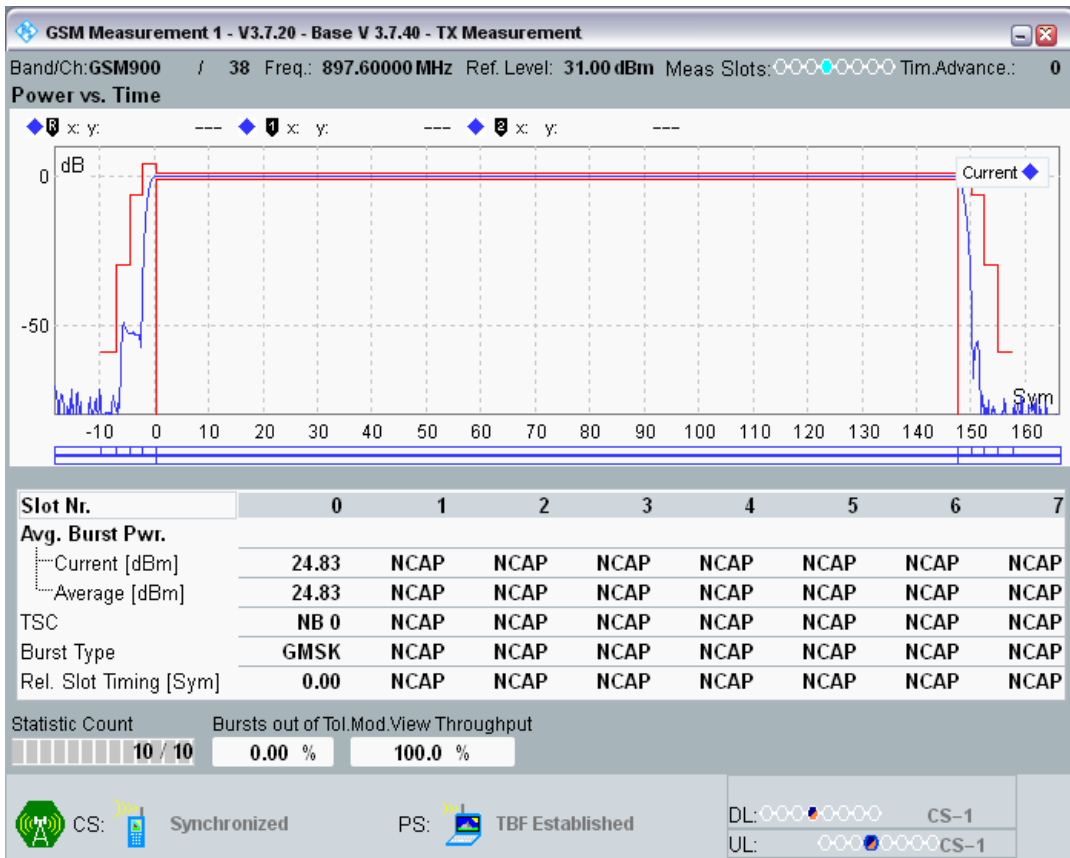 GSM Measurement 1 - V3.7.20 - Base V 3.7.40 - TX Measurement
Band/Ch:GSM900 / 38 Freq.: 897.60000 MHz Ref. Level: 31.00 dBm Meas Slots: Tim.Advance.: 0
Power vs. Time
R x: y: --- 1 x: y: --- 2 x: y: ---
dB
Current
0
-50
Sym
-10 0 10 20 30 40 50 60 70 80 90 100 110 120 130 140 150 160
Slot Nr. 0 1 2 3 4 5 6 7
Avg. Burst Pwr.
Current [dBm] 24.83 NCAP NCAP NCAP NCAP NCAP NCAP NCAP
Average [dBm] 24.83 NCAP NCAP NCAP NCAP NCAP NCAP NCAP
TSC NB 0 NCAP NCAP NCAP NCAP NCAP NCAP NCAP
Burst Type GMSK NCAP NCAP NCAP NCAP NCAP NCAP NCAP
Rel. Slot Timing [Sym] 0.00 NCAP NCAP NCAP NCAP NCAP NCAP NCAP
Statistic Count Bursts out of Tol.Mod.View Throughput
10 / 10 0.00 % 100.0 %
CS: Synchronized PS: TBF Established DL: CS-1
UL: CS-1